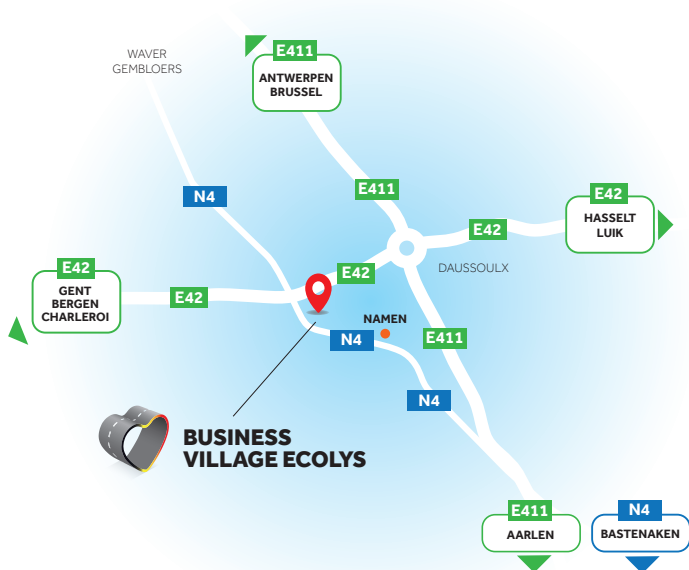 WAVER
GEMBLOERS
E411
ANTWERPEN
BRUSSEL
N4
E411
E42
HASSELT
LUIK
E42
DAUSSOULX
E42
E42
GENT
BERGEN
CHARLEROI
E42
NAMEN
N4
E411
N4
BUSINESS
VILLAGE ECOLYS
E411
AARLEN
N4
BASTENAKEN